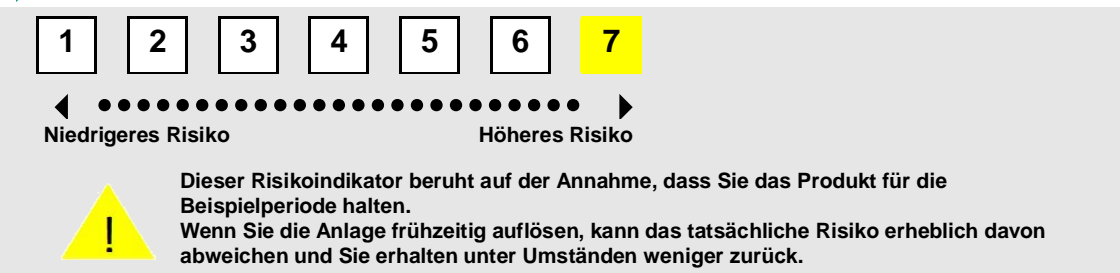 1 2 3 4 5 6 7
Niedrigeres Risiko Höheres Risiko
Dieser Risikoindikator beruht auf der Annahme, dass Sie das Produkt für die
Beispielperiode halten.
! Wenn Sie die Anlage frühzeitig auflösen, kann das tatsächliche Risiko erheblich davon
abweichen und Sie erhalten unter Umständen weniger zurück.